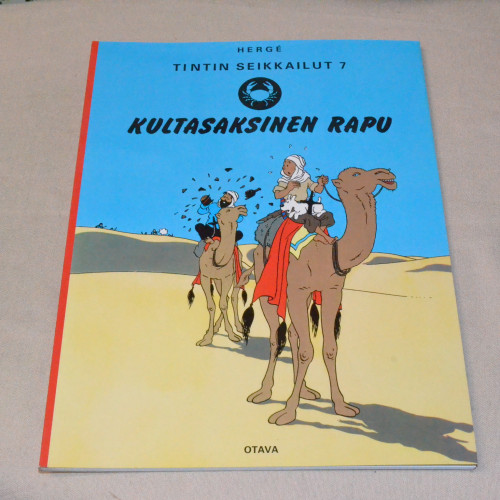 HERGÉ
TINTIN SEIKKAILUT 7
KULTASAKSINEN RAPU
OTAVA